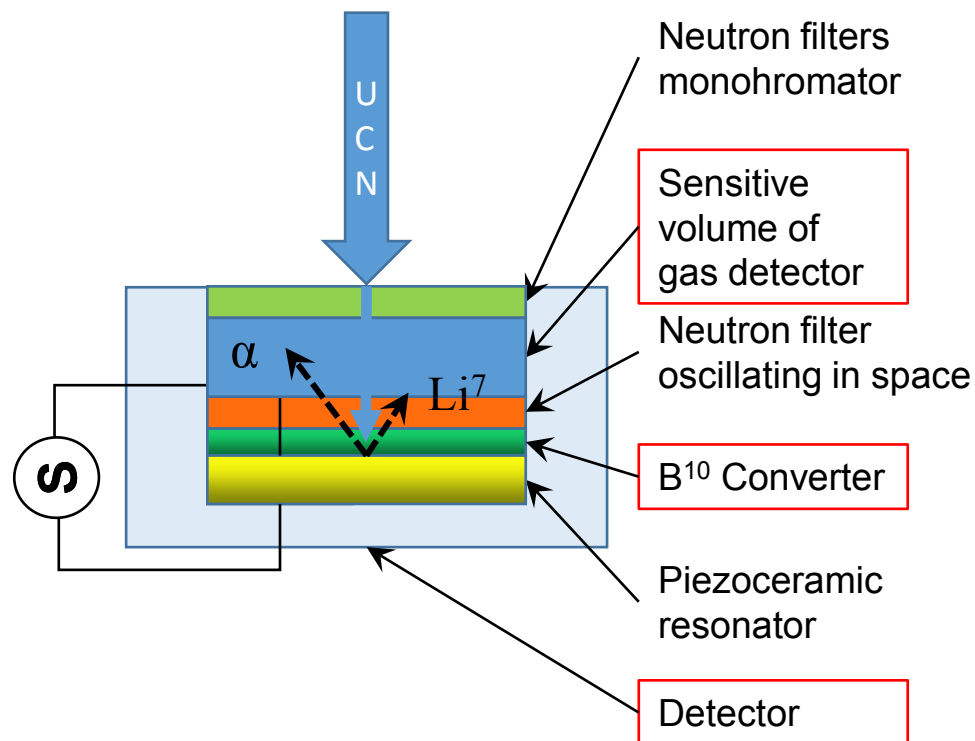 U
C
N
Neutron filters
monohromator
Sensitive
volume of
gas detector
Neutron filter
oscillating in space
α
Li⁷
S
B¹⁰ Converter
Piezoceramic
resonator
Detector